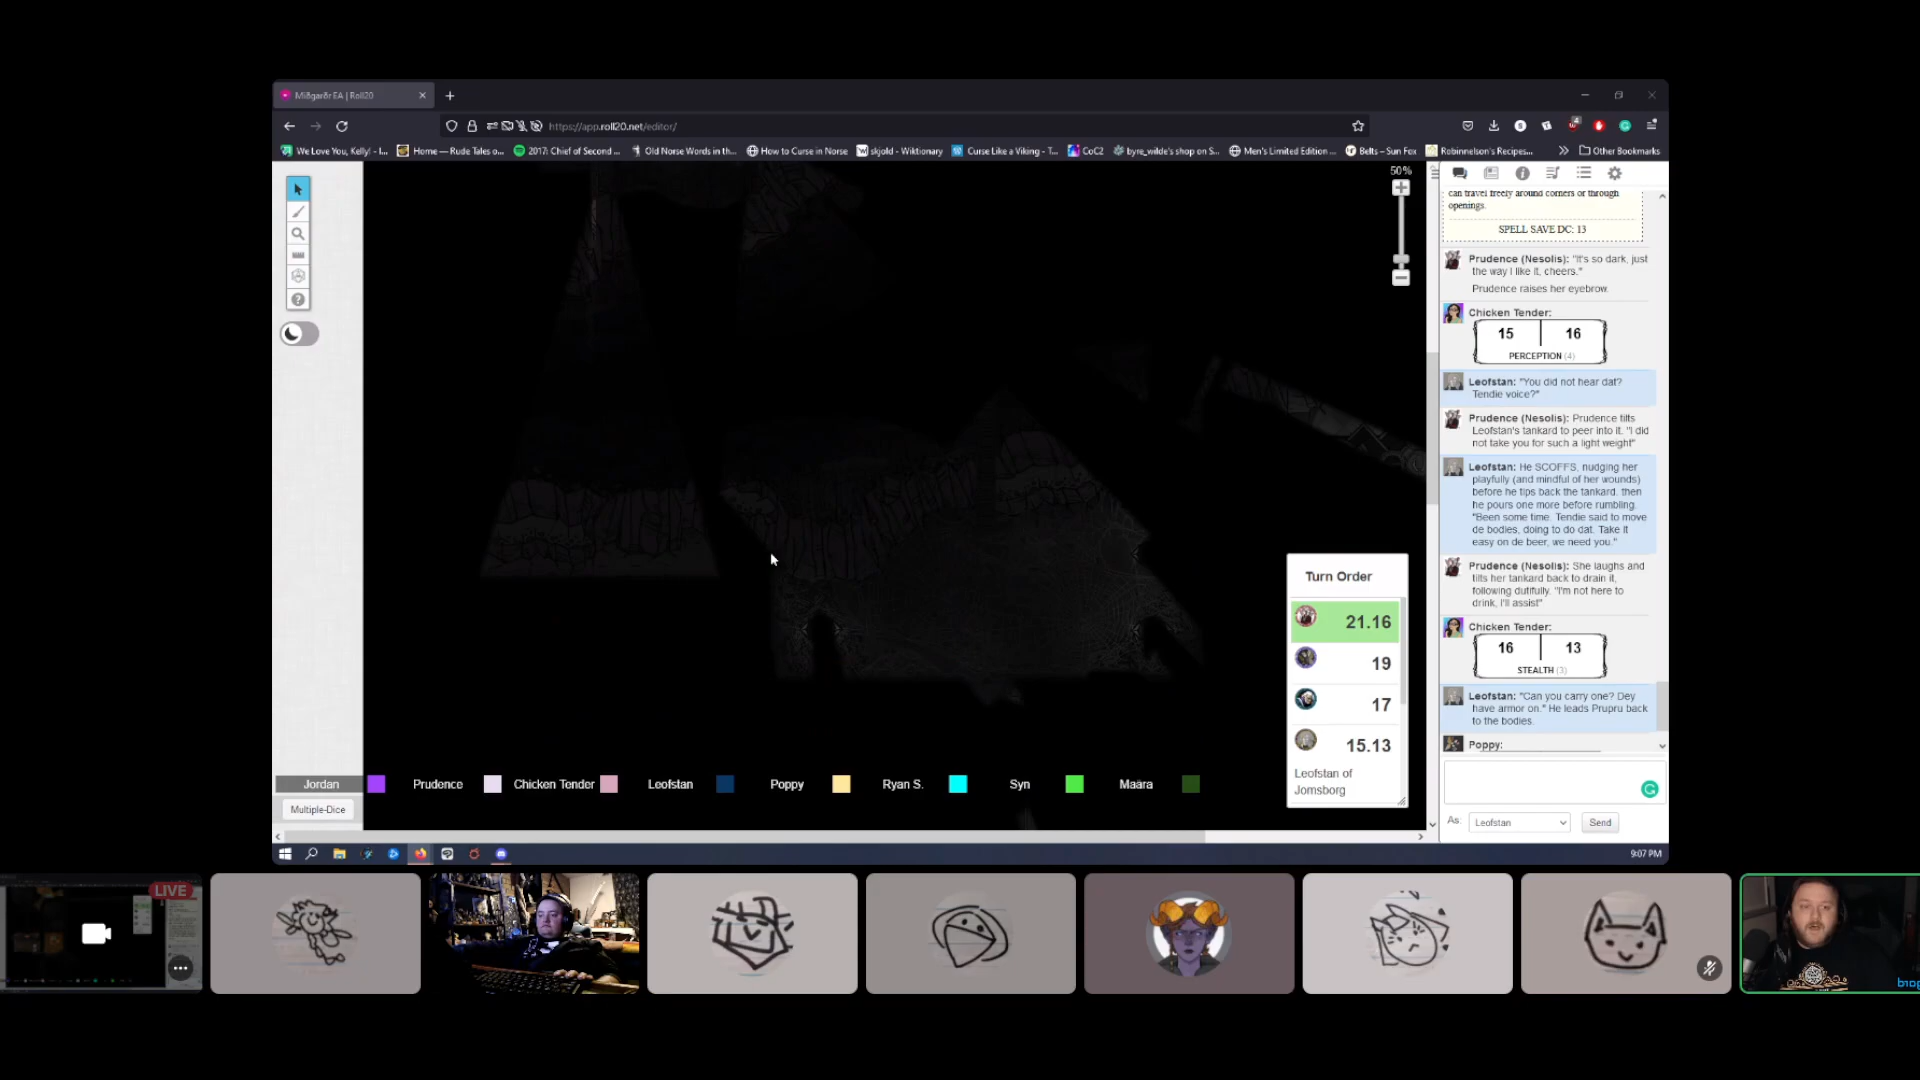 Miðgarðr EA | Roll20
https://app.roll20.net/editor/
We Love You, Kelly! - I...
Home — Rude Tales o...
2017: Chief of Second ...
Old Norse Words in th...
How to Curse in Norse
skjold - Wiktionary
Curse Like a Viking - T...
CoC2
byre_wilde's shop on S...
Men's Limited Edition ...
Belts – Sun Fox
Robinnelson's Recipes...
Other Bookmarks
50%
can travel freely around corners or through
openings.
SPELL SAVE DC: 13
Prudence (Nesolis): "It's so dark, just
the way I like it, cheers."
Prudence raises her eyebrow.
Chicken Tender:
15 16
PERCEPTION (4)
Leofstan: "You did not hear dat?
Tendie voice?"
Prudence (Nesolis): Prudence tilts
Leofstan's tankard to peer into it. "I did
not take you for such a light weight"
Leofstan: He SCOFFS, nudging her
playfully (and mindful of her wounds)
before he tips back the tankard. then
he pours one more before rumbling.
"Been some time. Tendie said to move
de bodies, doing to do dat. Take it
easy on de beer, we need you."
Prudence (Nesolis): She laughs and
tilts her tankard back to drain it,
following dutifully. "I'm not here to
drink, I'll assist"
Chicken Tender:
16 13
STEALTH (3)
Leofstan: "Can you carry one? Dey
have armor on." He leads Prupru back
to the bodies.
Poppy:
Turn Order
21.16
19
17
15.13
Leofstan of
Jomsborg
Jordan
Prudence
Chicken Tender
Leofstan
Poppy
Ryan S.
Syn
Maāra
Multiple-Dice
As: Leofstan
Send
9:07 PM
LIVE